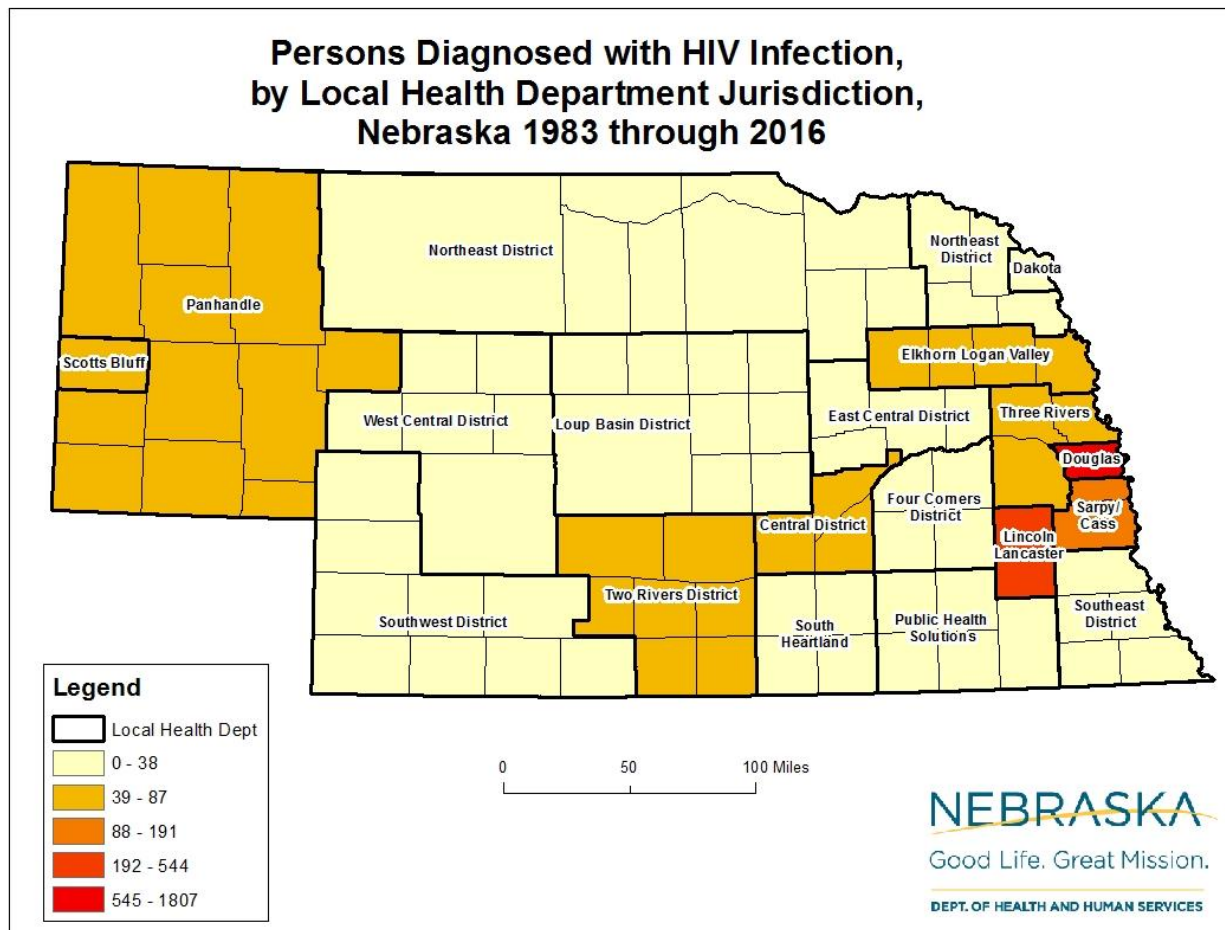 Persons Diagnosed with HIV Infection,
by Local Health Department Jurisdiction,
Nebraska 1983 through 2016
Northeast District
Northeast
District
Dakota
Panhandle
Scotts Bluff
Elkhorn Logan Valley
West Central District
Loup Basin District
East Central District
Three Rivers
Douglas
Sarpy/
Cass
Four Corners
District
Central District
Lincoln
Lancaster
Two Rivers District
Southwest District
South
Heartland
Public Health
Solutions
Southeast
District
Legend
Local Health Dept
0 - 38
39 - 87
88 - 191
192 - 544
545 - 1807
0 50 100 Miles
NEBRASKA
Good Life. Great Mission.
DEPT. OF HEALTH AND HUMAN SERVICES